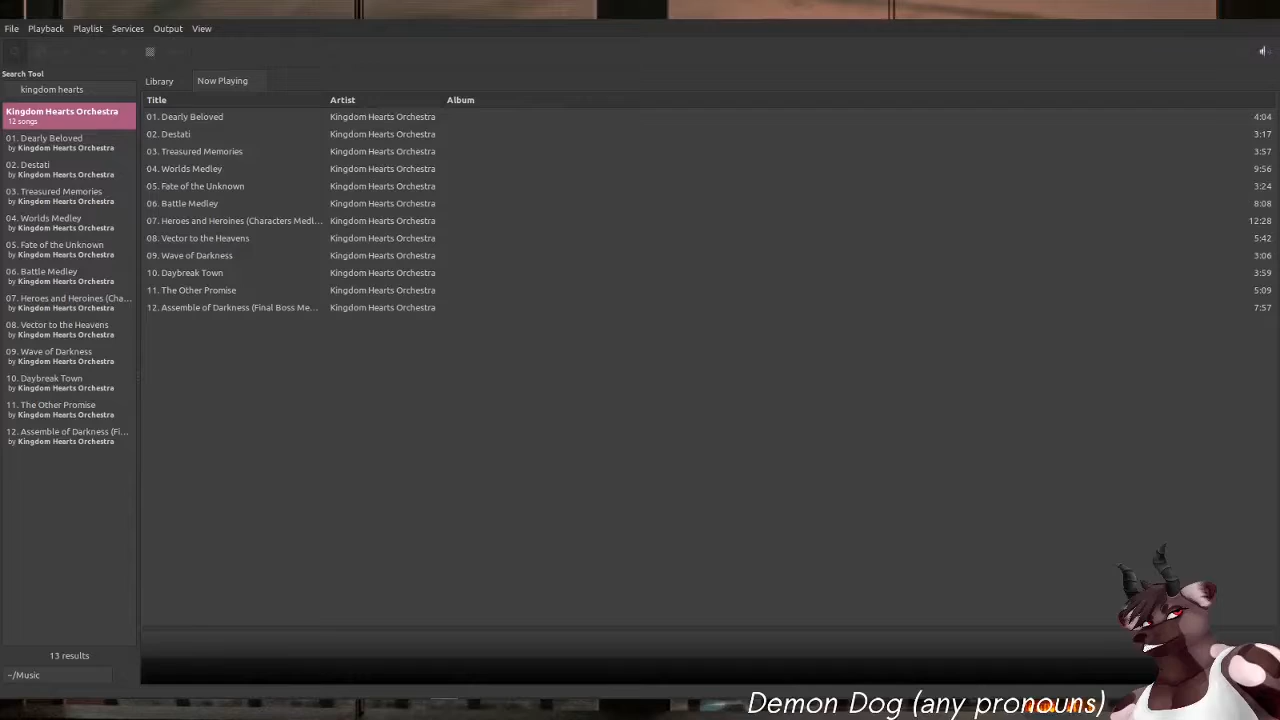 File Playback Playlist Services Output View
Search Tool
kingdom hearts
Kingdom Hearts Orchestra
12 songs
01. Dearly Beloved
by Kingdom Hearts Orchestra
02. Destati
by Kingdom Hearts Orchestra
03. Treasured Memories
by Kingdom Hearts Orchestra
04. Worlds Medley
by Kingdom Hearts Orchestra
05. Fate of the Unknown
by Kingdom Hearts Orchestra
06. Battle Medley
by Kingdom Hearts Orchestra
07. Heroes and Heroines (Cha...
by Kingdom Hearts Orchestra
08. Vector to the Heavens
by Kingdom Hearts Orchestra
09. Wave of Darkness
by Kingdom Hearts Orchestra
10. Daybreak Town
by Kingdom Hearts Orchestra
11. The Other Promise
by Kingdom Hearts Orchestra
12. Assemble of Darkness (Fi...
by Kingdom Hearts Orchestra
13 results
~/Music
Library Now Playing
Title Artist Album
01. Dearly Beloved Kingdom Hearts Orchestra 4:04
02. Destati Kingdom Hearts Orchestra 3:17
03. Treasured Memories Kingdom Hearts Orchestra 3:57
04. Worlds Medley Kingdom Hearts Orchestra 9:56
05. Fate of the Unknown Kingdom Hearts Orchestra 3:24
06. Battle Medley Kingdom Hearts Orchestra 8:08
07. Heroes and Heroines (Characters Medl... Kingdom Hearts Orchestra 12:28
08. Vector to the Heavens Kingdom Hearts Orchestra 5:42
09. Wave of Darkness Kingdom Hearts Orchestra 3:06
10. Daybreak Town Kingdom Hearts Orchestra 3:59
11. The Other Promise Kingdom Hearts Orchestra 5:09
12. Assemble of Darkness (Final Boss Me... Kingdom Hearts Orchestra 7:57
Demon Dog (any pronouns)